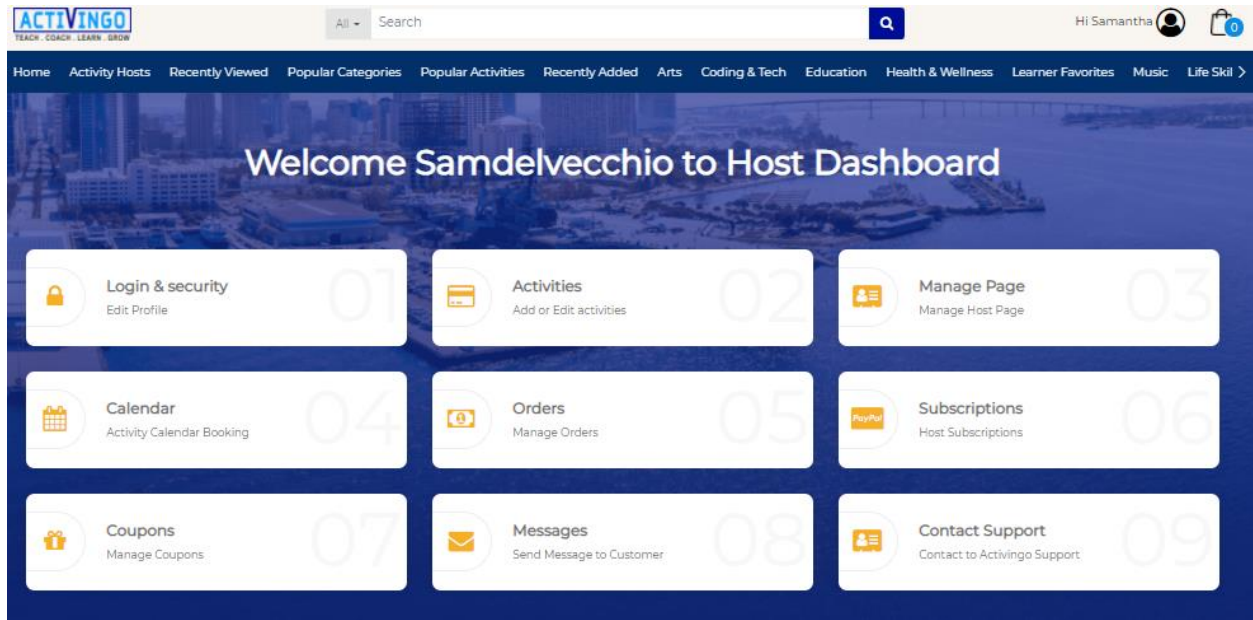 ACTIVINGO
TEACH . COACH . LEARN . GROW
All Search
Hi Samantha
0
Home Activity Hosts Recently Viewed Popular Categories Popular Activities Recently Added Arts Coding & Tech Education Health & Wellness Learner Favorites Music Life Skil
Welcome Samdelvecchio to Host Dashboard
01
Login & security
Edit Profile
02
Activities
Add or Edit activities
03
Manage Page
Manage Host Page
04
Calendar
Activity Calendar Booking
05
Orders
Manage Orders
06
PayPal
Subscriptions
Host Subscriptions
07
Coupons
Manage Coupons
08
Messages
Send Message to Customer
09
Contact Support
Contact to Activingo Support